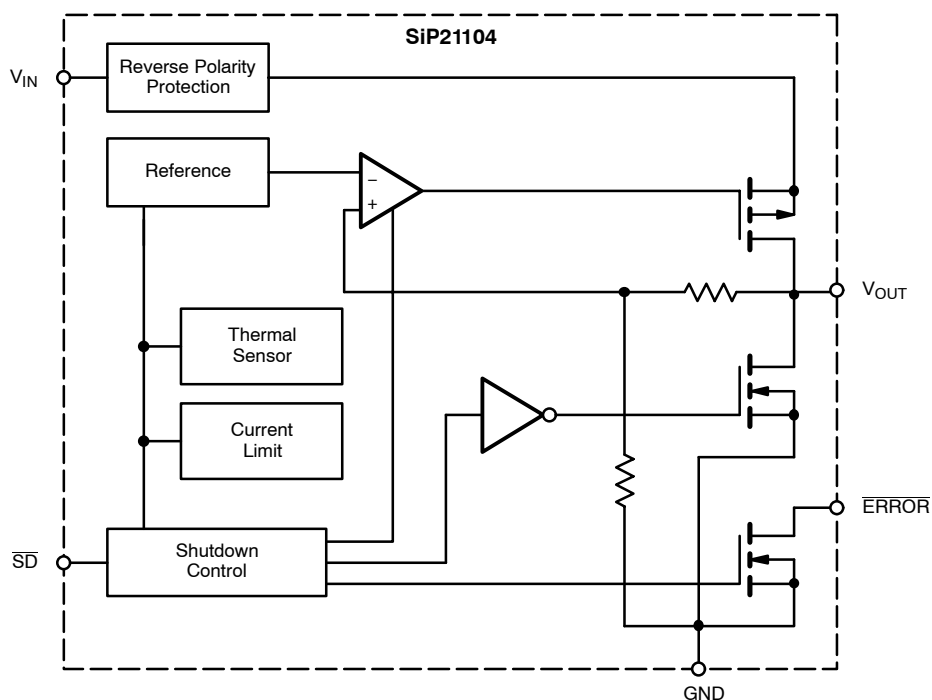 SiP21104
V_IN
Reverse Polarity
Protection
Reference
−
+
V_OUT
Thermal
Sensor
Current
Limit
ERROR
SD
Shutdown
Control
GND